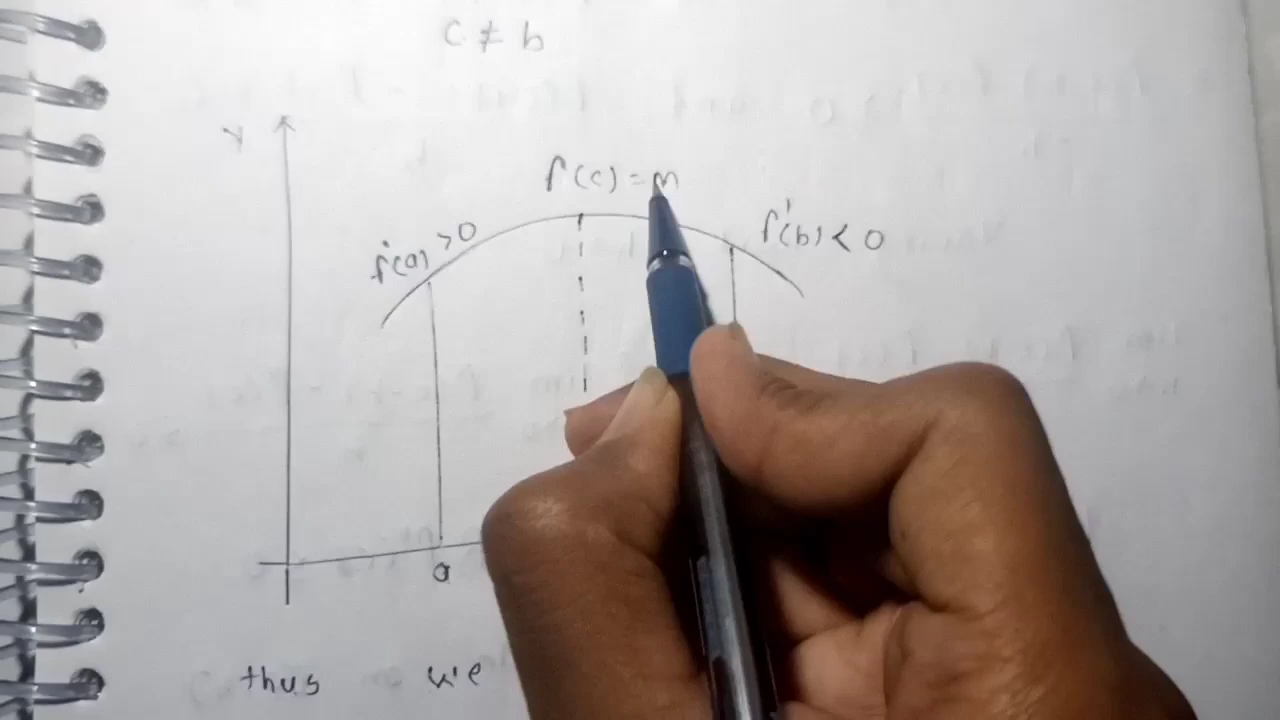 c ≠ b
y
f(c) = m
f'(a) > 0
f'(b) < 0
a
thus we